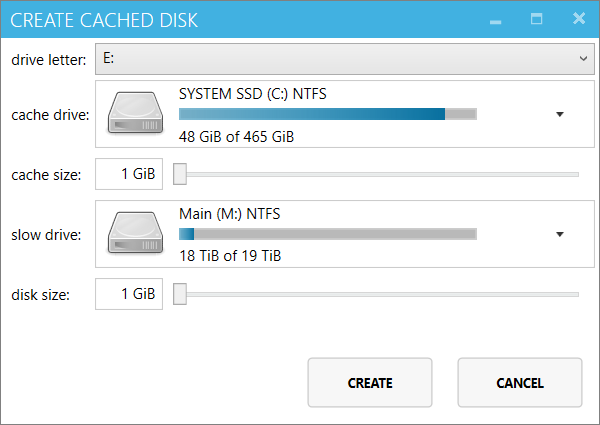 CREATE CACHED DISK
drive letter: E:
SYSTEM SSD (C:) NTFS
cache drive:
48 GiB of 465 GiB
cache size: 1 GiB
Main (M:) NTFS
slow drive:
18 TiB of 19 TiB
disk size: 1 GiB
CREATE CANCEL